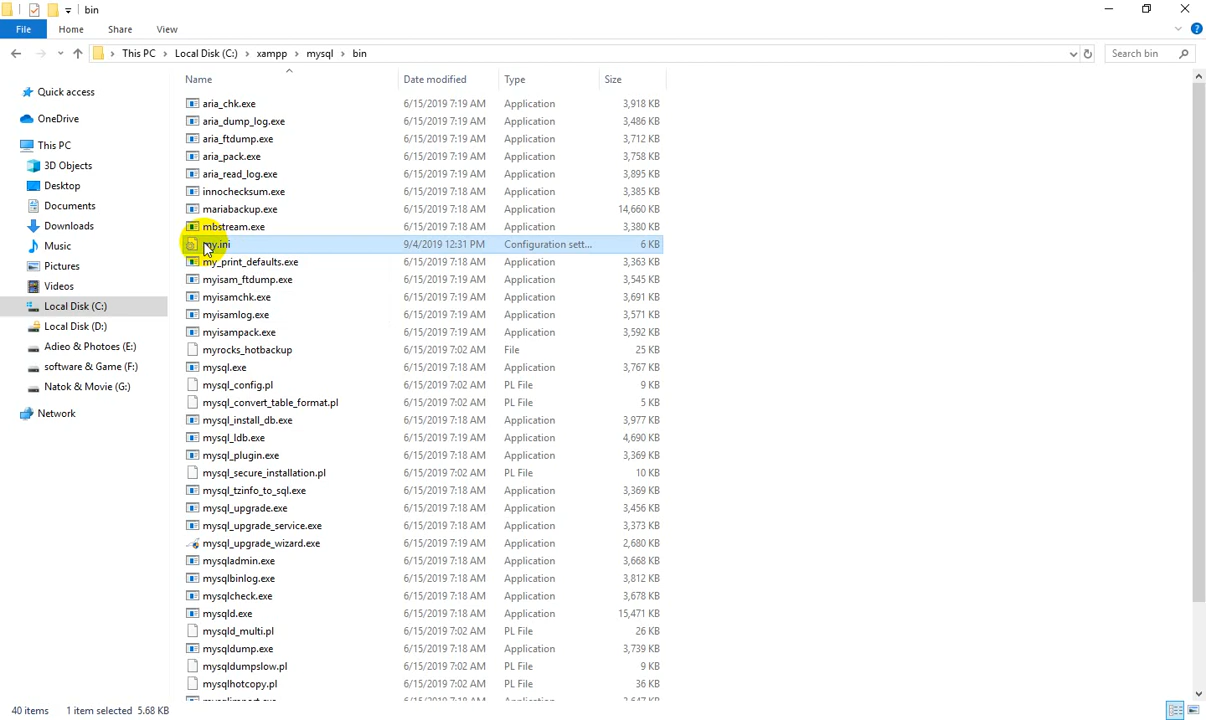 bin
File Home Share View
This PC Local Disk (C:) xampp mysql bin Search bin
Name Date modified Type Size
Quick access
OneDrive
This PC
3D Objects
Desktop
Documents
Downloads
Music
Pictures
Videos
Local Disk (C:)
Local Disk (D:)
Adieo & Photoes (E:)
software & Game (F:)
Natok & Movie (G:)
Network
aria_chk.exe 6/15/2019 7:19 AM Application 3,918 KB
aria_dump_log.exe 6/15/2019 7:19 AM Application 3,486 KB
aria_ftdump.exe 6/15/2019 7:19 AM Application 3,712 KB
aria_pack.exe 6/15/2019 7:19 AM Application 3,758 KB
aria_read_log.exe 6/15/2019 7:19 AM Application 3,895 KB
innochecksum.exe 6/15/2019 7:18 AM Application 3,385 KB
mariabackup.exe 6/15/2019 7:18 AM Application 14,660 KB
mbstream.exe 6/15/2019 7:18 AM Application 3,380 KB
my.ini 9/4/2019 12:31 PM Configuration sett... 6 KB
my_print_defaults.exe 6/15/2019 7:18 AM Application 3,363 KB
myisam_ftdump.exe 6/15/2019 7:19 AM Application 3,545 KB
myisamchk.exe 6/15/2019 7:19 AM Application 3,691 KB
myisamlog.exe 6/15/2019 7:19 AM Application 3,571 KB
myisampack.exe 6/15/2019 7:19 AM Application 3,592 KB
myrocks_hotbackup 6/15/2019 7:02 AM File 25 KB
mysql.exe 6/15/2019 7:18 AM Application 3,767 KB
mysql_config.pl 6/15/2019 7:02 AM PL File 9 KB
mysql_convert_table_format.pl 6/15/2019 7:02 AM PL File 5 KB
mysql_install_db.exe 6/15/2019 7:18 AM Application 3,977 KB
mysql_ldb.exe 6/15/2019 7:19 AM Application 4,690 KB
mysql_plugin.exe 6/15/2019 7:18 AM Application 3,369 KB
mysql_secure_installation.pl 6/15/2019 7:02 AM PL File 10 KB
mysql_tzinfo_to_sql.exe 6/15/2019 7:18 AM Application 3,369 KB
mysql_upgrade.exe 6/15/2019 7:18 AM Application 3,456 KB
mysql_upgrade_service.exe 6/15/2019 7:18 AM Application 3,373 KB
mysql_upgrade_wizard.exe 6/15/2019 7:19 AM Application 2,680 KB
mysqladmin.exe 6/15/2019 7:18 AM Application 3,668 KB
mysqlbinlog.exe 6/15/2019 7:18 AM Application 3,812 KB
mysqlcheck.exe 6/15/2019 7:18 AM Application 3,678 KB
mysqld.exe 6/15/2019 7:18 AM Application 15,471 KB
mysqld_multi.pl 6/15/2019 7:02 AM PL File 26 KB
mysqldump.exe 6/15/2019 7:18 AM Application 3,739 KB
mysqldumpslow.pl 6/15/2019 7:02 AM PL File 9 KB
mysqlhotcopy.pl 6/15/2019 7:02 AM PL File 36 KB
40 items 1 item selected 5.68 KB